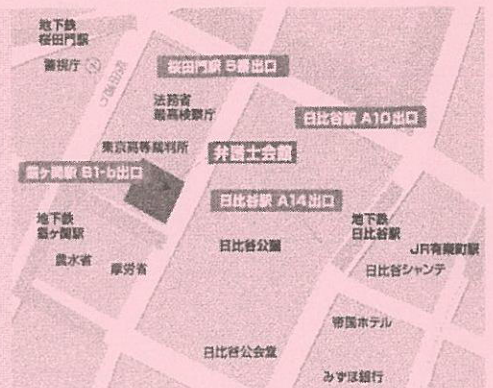 地下鉄
桜田門駅
警視庁
桜田門駅 5番出口
法務省
最高検察庁
日比谷駅 A10出口
東京高等裁判所
弁護士会館
霞ヶ関駅 B1-b出口
日比谷駅 A14出口
地下鉄
霞ヶ関駅
地下鉄
日比谷駅
日比谷公園
JR有楽町駅
農水省
厚労省
日比谷シャンテ
帝国ホテル
日比谷公会堂
みずほ銀行